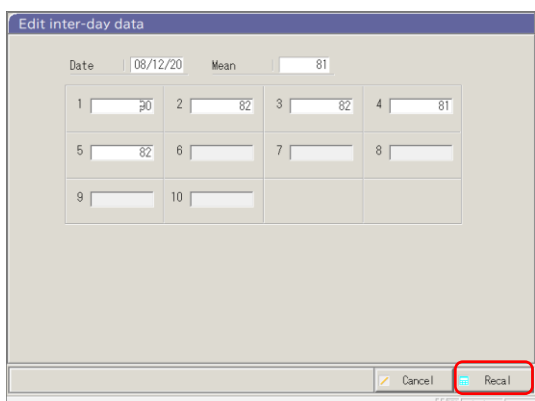 Edit inter-day data
Date 08/12/20 Mean 81
1 2 82 3 82 4 81
5 82 6 7 8
9 10
Cancel Recal